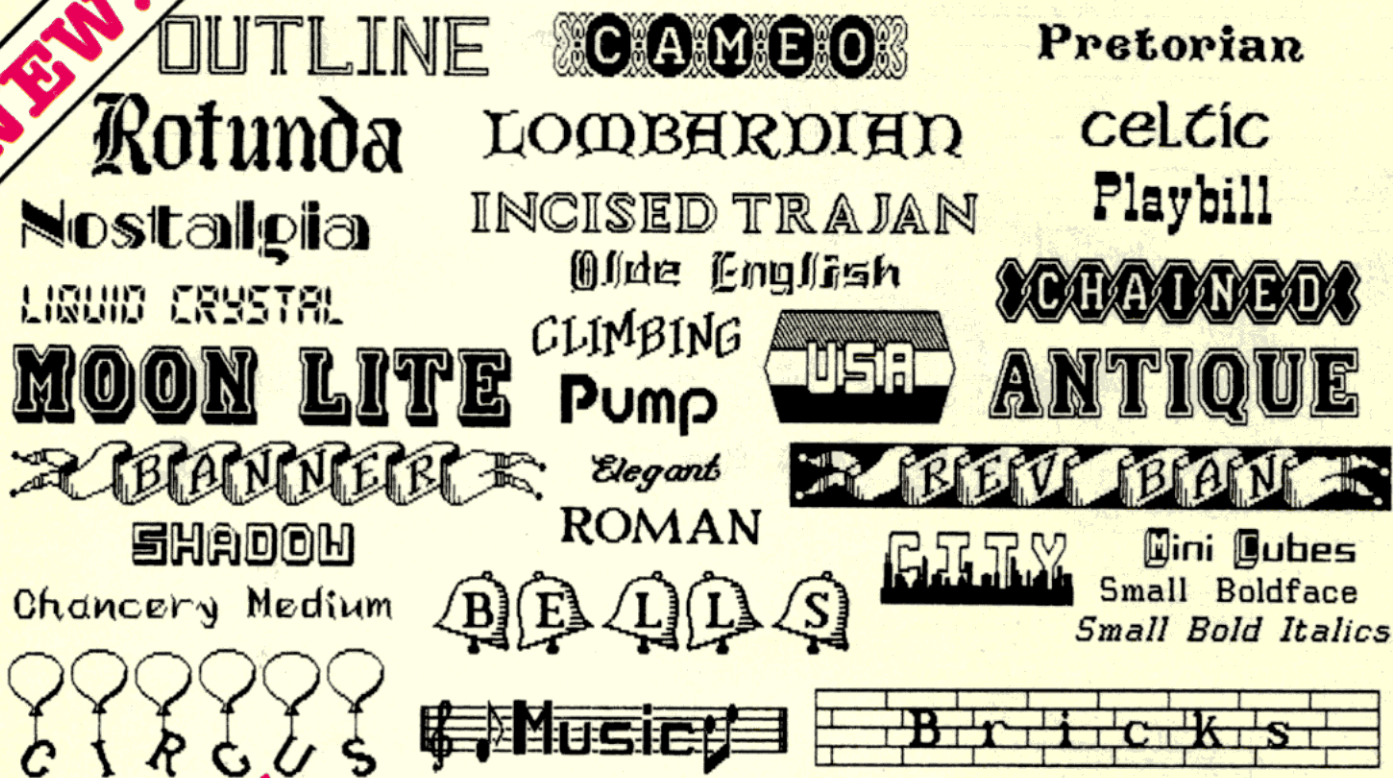 NEW!
OUTLINE
CAMEO
Pretorian
Rotunda
LOMBARDIAN
celtic
Nostalgia
INCISED TRAJAN
Playbill
Olde English
LIQUID CRYSTAL
CLIMBING
USA
CHAINED
MOON LITE
Pump
ANTIQUE
BANNER
Elegant
REV BAN
SHADOW
ROMAN
CITY
Mini Cubes
Small Boldface
Small Bold Italics
Chancery Medium
BELLS
CIRCUS
Music
Bricks